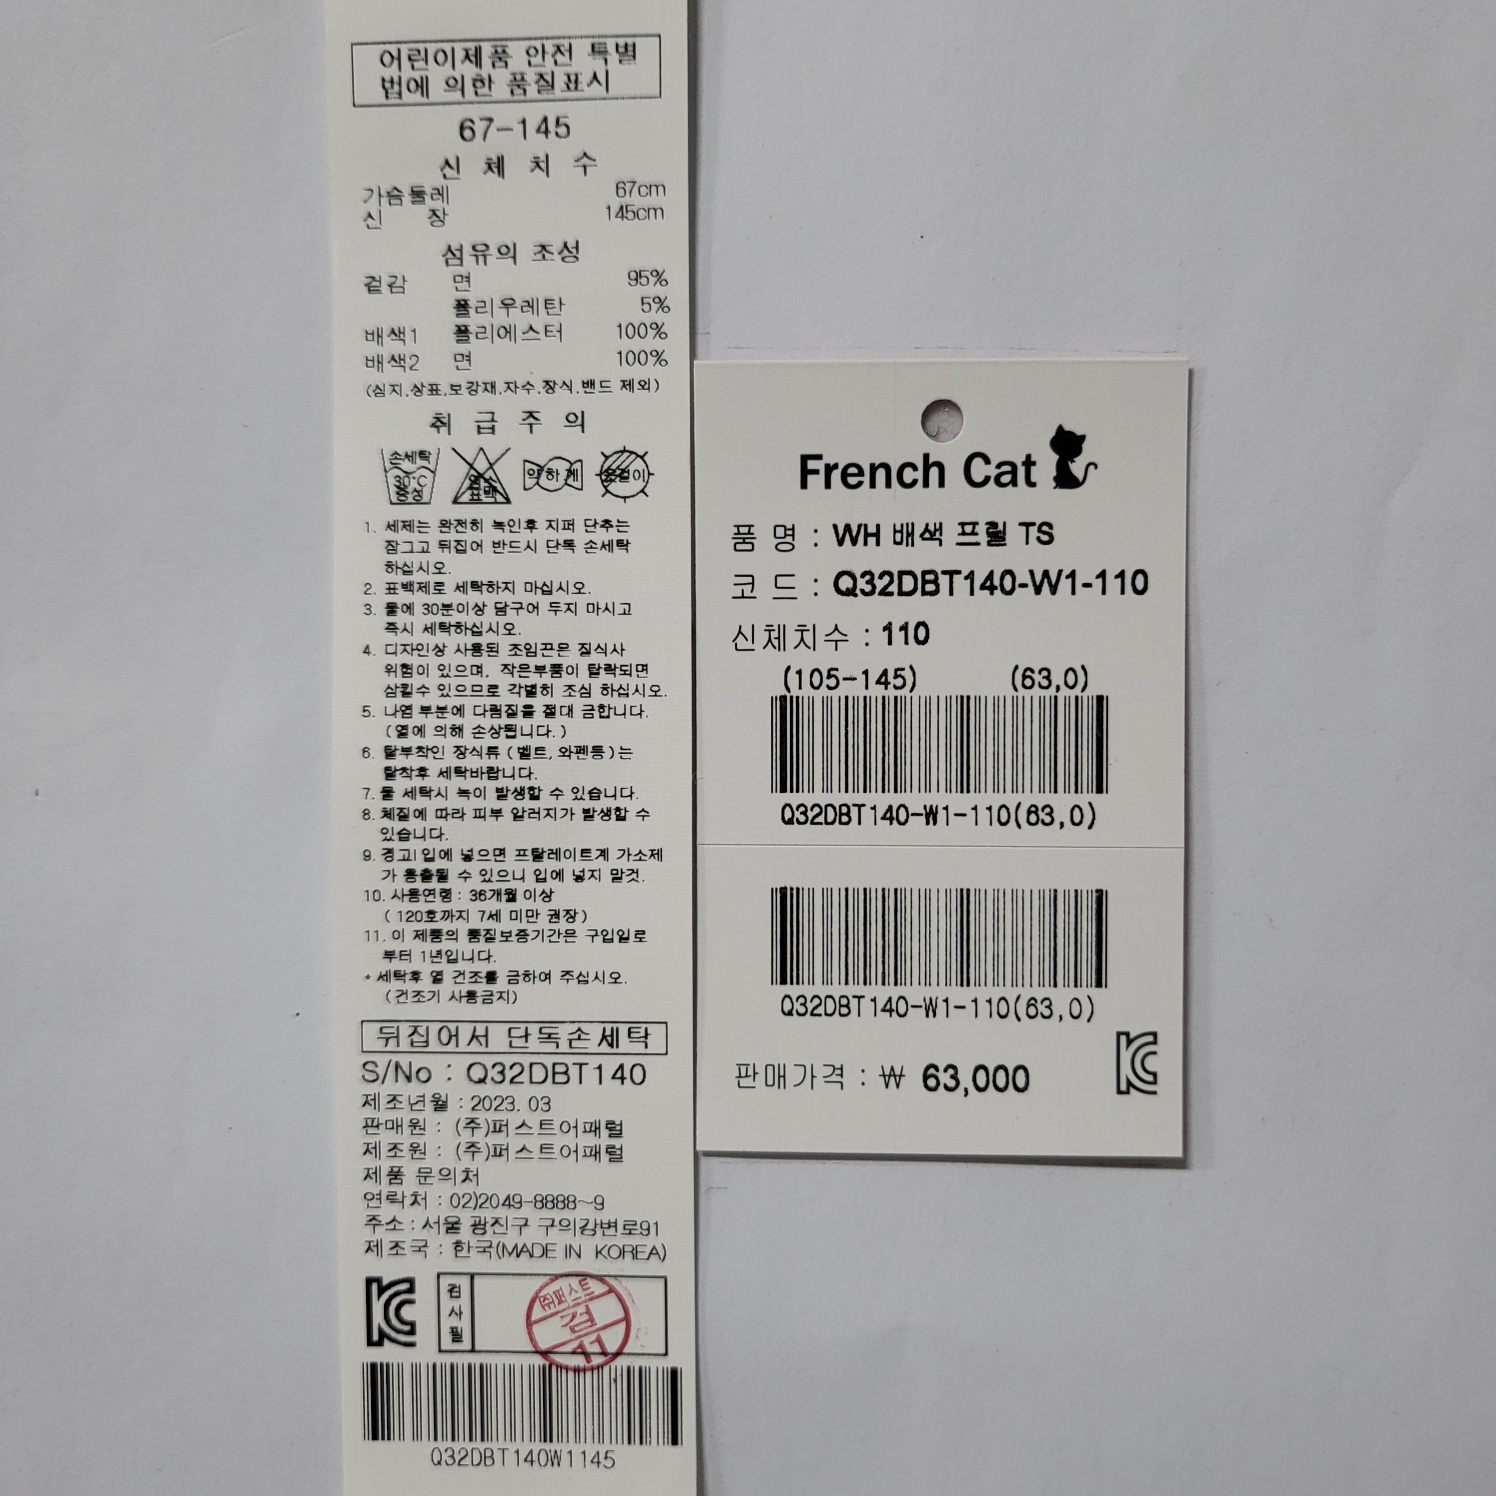 어린이제품 안전 특별
법에 의한 품질표시
67-145
신 체 치 수
가슴둘레 67cm
신 장 145cm
섬유의 조성
겉감 면 95%
폴리우레탄 5%
배색1 폴리에스터 100%
배색2 면 100%
(심지,상표,보강재,자수,장식,밴드 제외)
취 급 주 의
손세탁
30°C
중성
염소
표백
약하게
옷걸이
1. 세제는 완전히 녹인후 지퍼 단추는
잠그고 뒤집어 반드시 단독 손세탁
하십시오.
2. 표백제로 세탁하지 마십시오.
3. 물에 30분이상 담구어 두지 마시고
즉시 세탁하십시오.
4. 디자인상 사용된 조임끈은 질식사
위험이 있으며, 작은부품이 탈락되면
삼킬수 있으므로 각별히 조심 하십시오.
5. 나염 부분에 다림질을 절대 금합니다.
(열에 의해 손상됩니다.)
6. 탈부착인 장식류 (벨트, 와펜등)는
탈착후 세탁바랍니다.
7. 물 세탁시 녹이 발생할 수 있습니다.
8. 체질에 따라 피부 알러지가 발생할 수
있습니다.
9. 경고! 입에 넣으면 프탈레이트계 가소제
가 용출될 수 있으니 입에 넣지 말것.
10. 사용연령 : 36개월 이상
( 120호까지 7세 미만 권장 )
11. 이 제품의 품질보증기간은 구입일로
부터 1년입니다.
* 세탁후 열 건조를 금하여 주십시오.
(건조기 사용금지)
뒤집어서 단독손세탁
S/No : Q32DBT140
제조년월 : 2023. 03
판매원 : (주)퍼스트어패럴
제조원 : (주)퍼스트어패럴
제품 문의처
연락처 : 02)2049-8888~9
주소 : 서울 광진구 구의강변로91
제조국 : 한국(MADE IN KOREA)
검사필
㈜퍼스트
검
11
Q32DBT140W1145
French Cat
품 명 : WH 배색 프릴 TS
코 드 : Q32DBT140-W1-110
신체치수 : 110
(105-145) (63,0)
Q32DBT140-W1-110(63,0)
Q32DBT140-W1-110(63,0)
판매가격 : ₩ 63,000